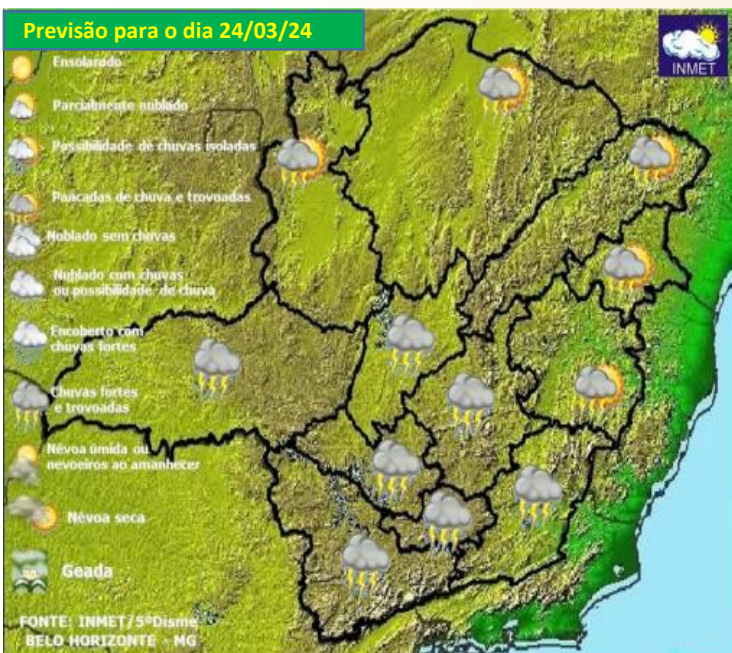 Previsão para o dia 24/03/24
INMET
Ensolarado
Parcialmente nublado
Possibilidade de chuvas isoladas
Pancadas de chuva e trovoadas
Noblado sem chuvas
Nublado com chuvas
ou possibilidade de chuva
Encoberto com
chuvas fortes
Chuvas fortes
e trovoadas
Névoa úmida ou
nevoeiros ao amanhecer
Névoa seca
Geada
FONTE: INMET/5ºDisme
BELO HORIZONTE - MG